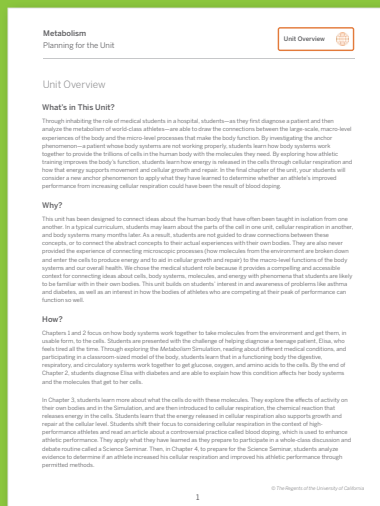 Metabolism
Planning for the Unit
Unit Overview
Unit Overview
What's in This Unit?
Through inhabiting the role of medical students in a hospital, students—as they first diagnose a patient and then
analyze the metabolism of world-class athletes—are able to draw the connections between the large-scale, macro-level
experiences of the body and the micro-level processes that make the body function. By investigating the anchor
phenomenon—a patient whose body systems are not working properly, students learn how body systems work
together to provide the trillions of cells in the human body with the molecules they need. By exploring how athletic
training improves the body's function, students learn how energy is released in the cells through cellular respiration and
how that energy supports movement and cellular growth and repair. In the final chapter of the unit, your students will
consider a new anchor phenomenon to apply what they have learned to determine whether an athlete's improved
performance from increasing cellular respiration could have been the result of blood doping.
Why?
This unit has been designed to connect ideas about the human body that have often been taught in isolation from one
another. In a typical curriculum, students may learn about the parts of the cell in one unit, cellular respiration in another,
and body systems many months later. As a result, students are not guided to draw connections between these
concepts, or to connect the abstract concepts to their actual experiences with their own bodies. They are also never
provided the experience of connecting microscopic processes (how molecules from the environment are broken down
and enter the cells to produce energy and to aid in cellular growth and repair) to the macro-level functions of the body
systems and our overall health. We chose the medical student role because it provides a compelling and accessible
context for connecting ideas about cells, body systems, molecules, and energy with phenomena that students are likely
to be familiar with in their own bodies. This unit builds on students' interest in and awareness of problems like asthma
and diabetes, as well as an interest in how the bodies of athletes who are competing at their peak of performance can
function so well.
How?
Chapters 1 and 2 focus on how body systems work together to take molecules from the environment and get them, in
usable form, to the cells. Students are presented with the challenge of helping diagnose a teenage patient, Elisa, who
feels tired all the time. Through exploring the Metabolism Simulation, reading about different medical conditions, and
participating in a classroom-sized model of the body, students learn that in a functioning body the digestive,
respiratory, and circulatory systems work together to get glucose, oxygen, and amino acids to the cells. By the end of
Chapter 2, students diagnose Elisa with diabetes and are able to explain how this condition affects her body systems
and the molecules that get to her cells.
In Chapter 3, students learn more about what the cells do with these molecules. They explore the effects of activity on
their own bodies and in the Simulation, and are then introduced to cellular respiration, the chemical reaction that
releases energy in the cells. Students learn that the energy released in cellular respiration also supports growth and
repair at the cellular level. Students shift their focus to considering cellular respiration in the context of high-
performance athletes and read an article about a controversial practice called blood doping, which is used to enhance
athletic performance. They apply what they have learned as they prepare to participate in a whole-class discussion and
debate routine called a Science Seminar. Then, in Chapter 4, to prepare for the Science Seminar, students analyze
evidence to determine if an athlete increased his cellular respiration and improved his athletic performance through
permitted methods.
© The Regents of the University of California
1